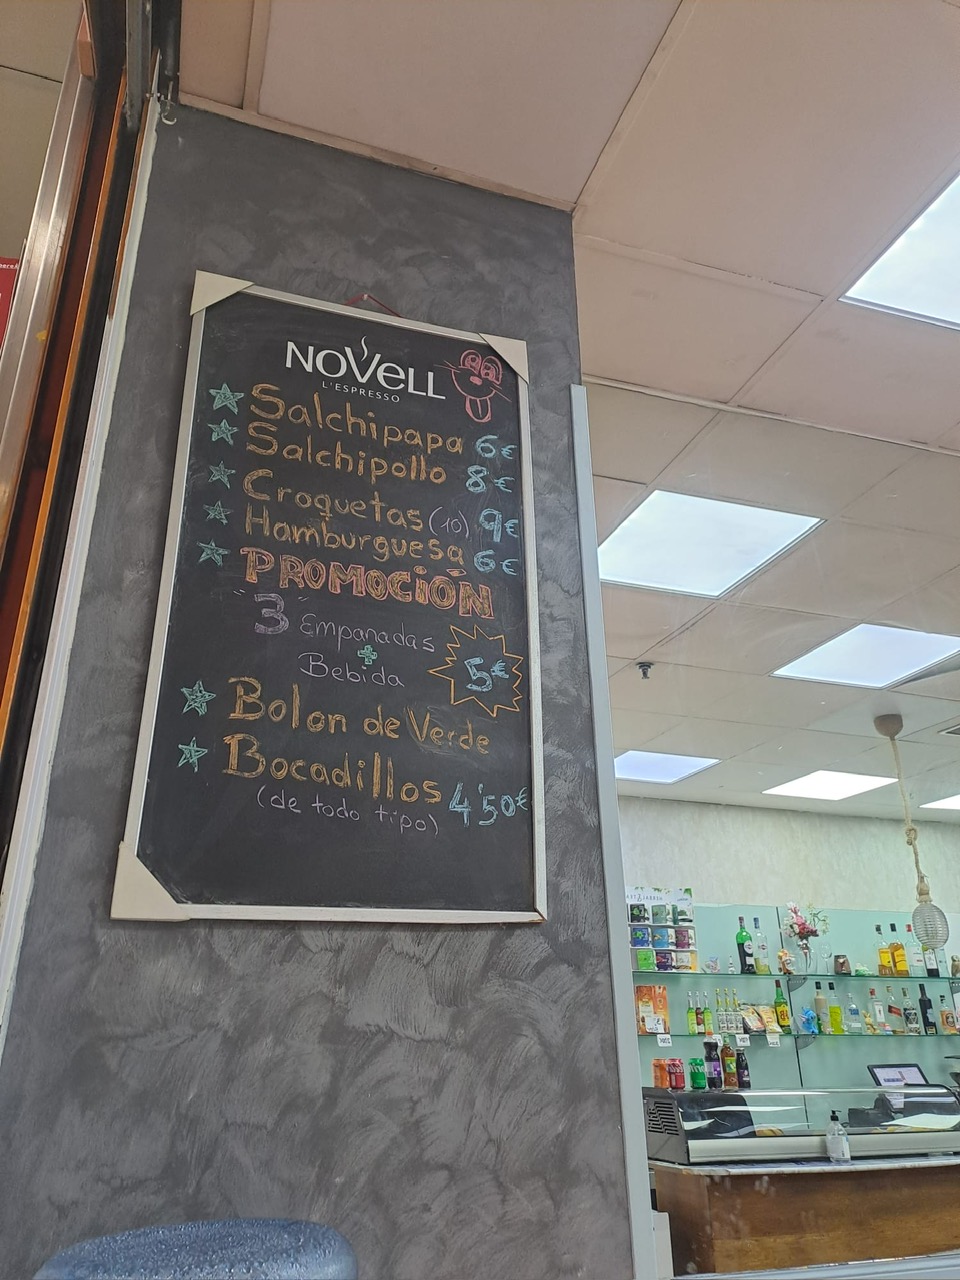 NOVELL
L'ESPRESSO
Salchipapa 6€
Salchipollo 8€
Croquetas (10) 9€
Hamburguesa 6€
PROMOCIÓN
"3" Empanadas
+
Bebida 5€
Bolon de Verde
Bocadillos 4'50€
(de todo tipo)